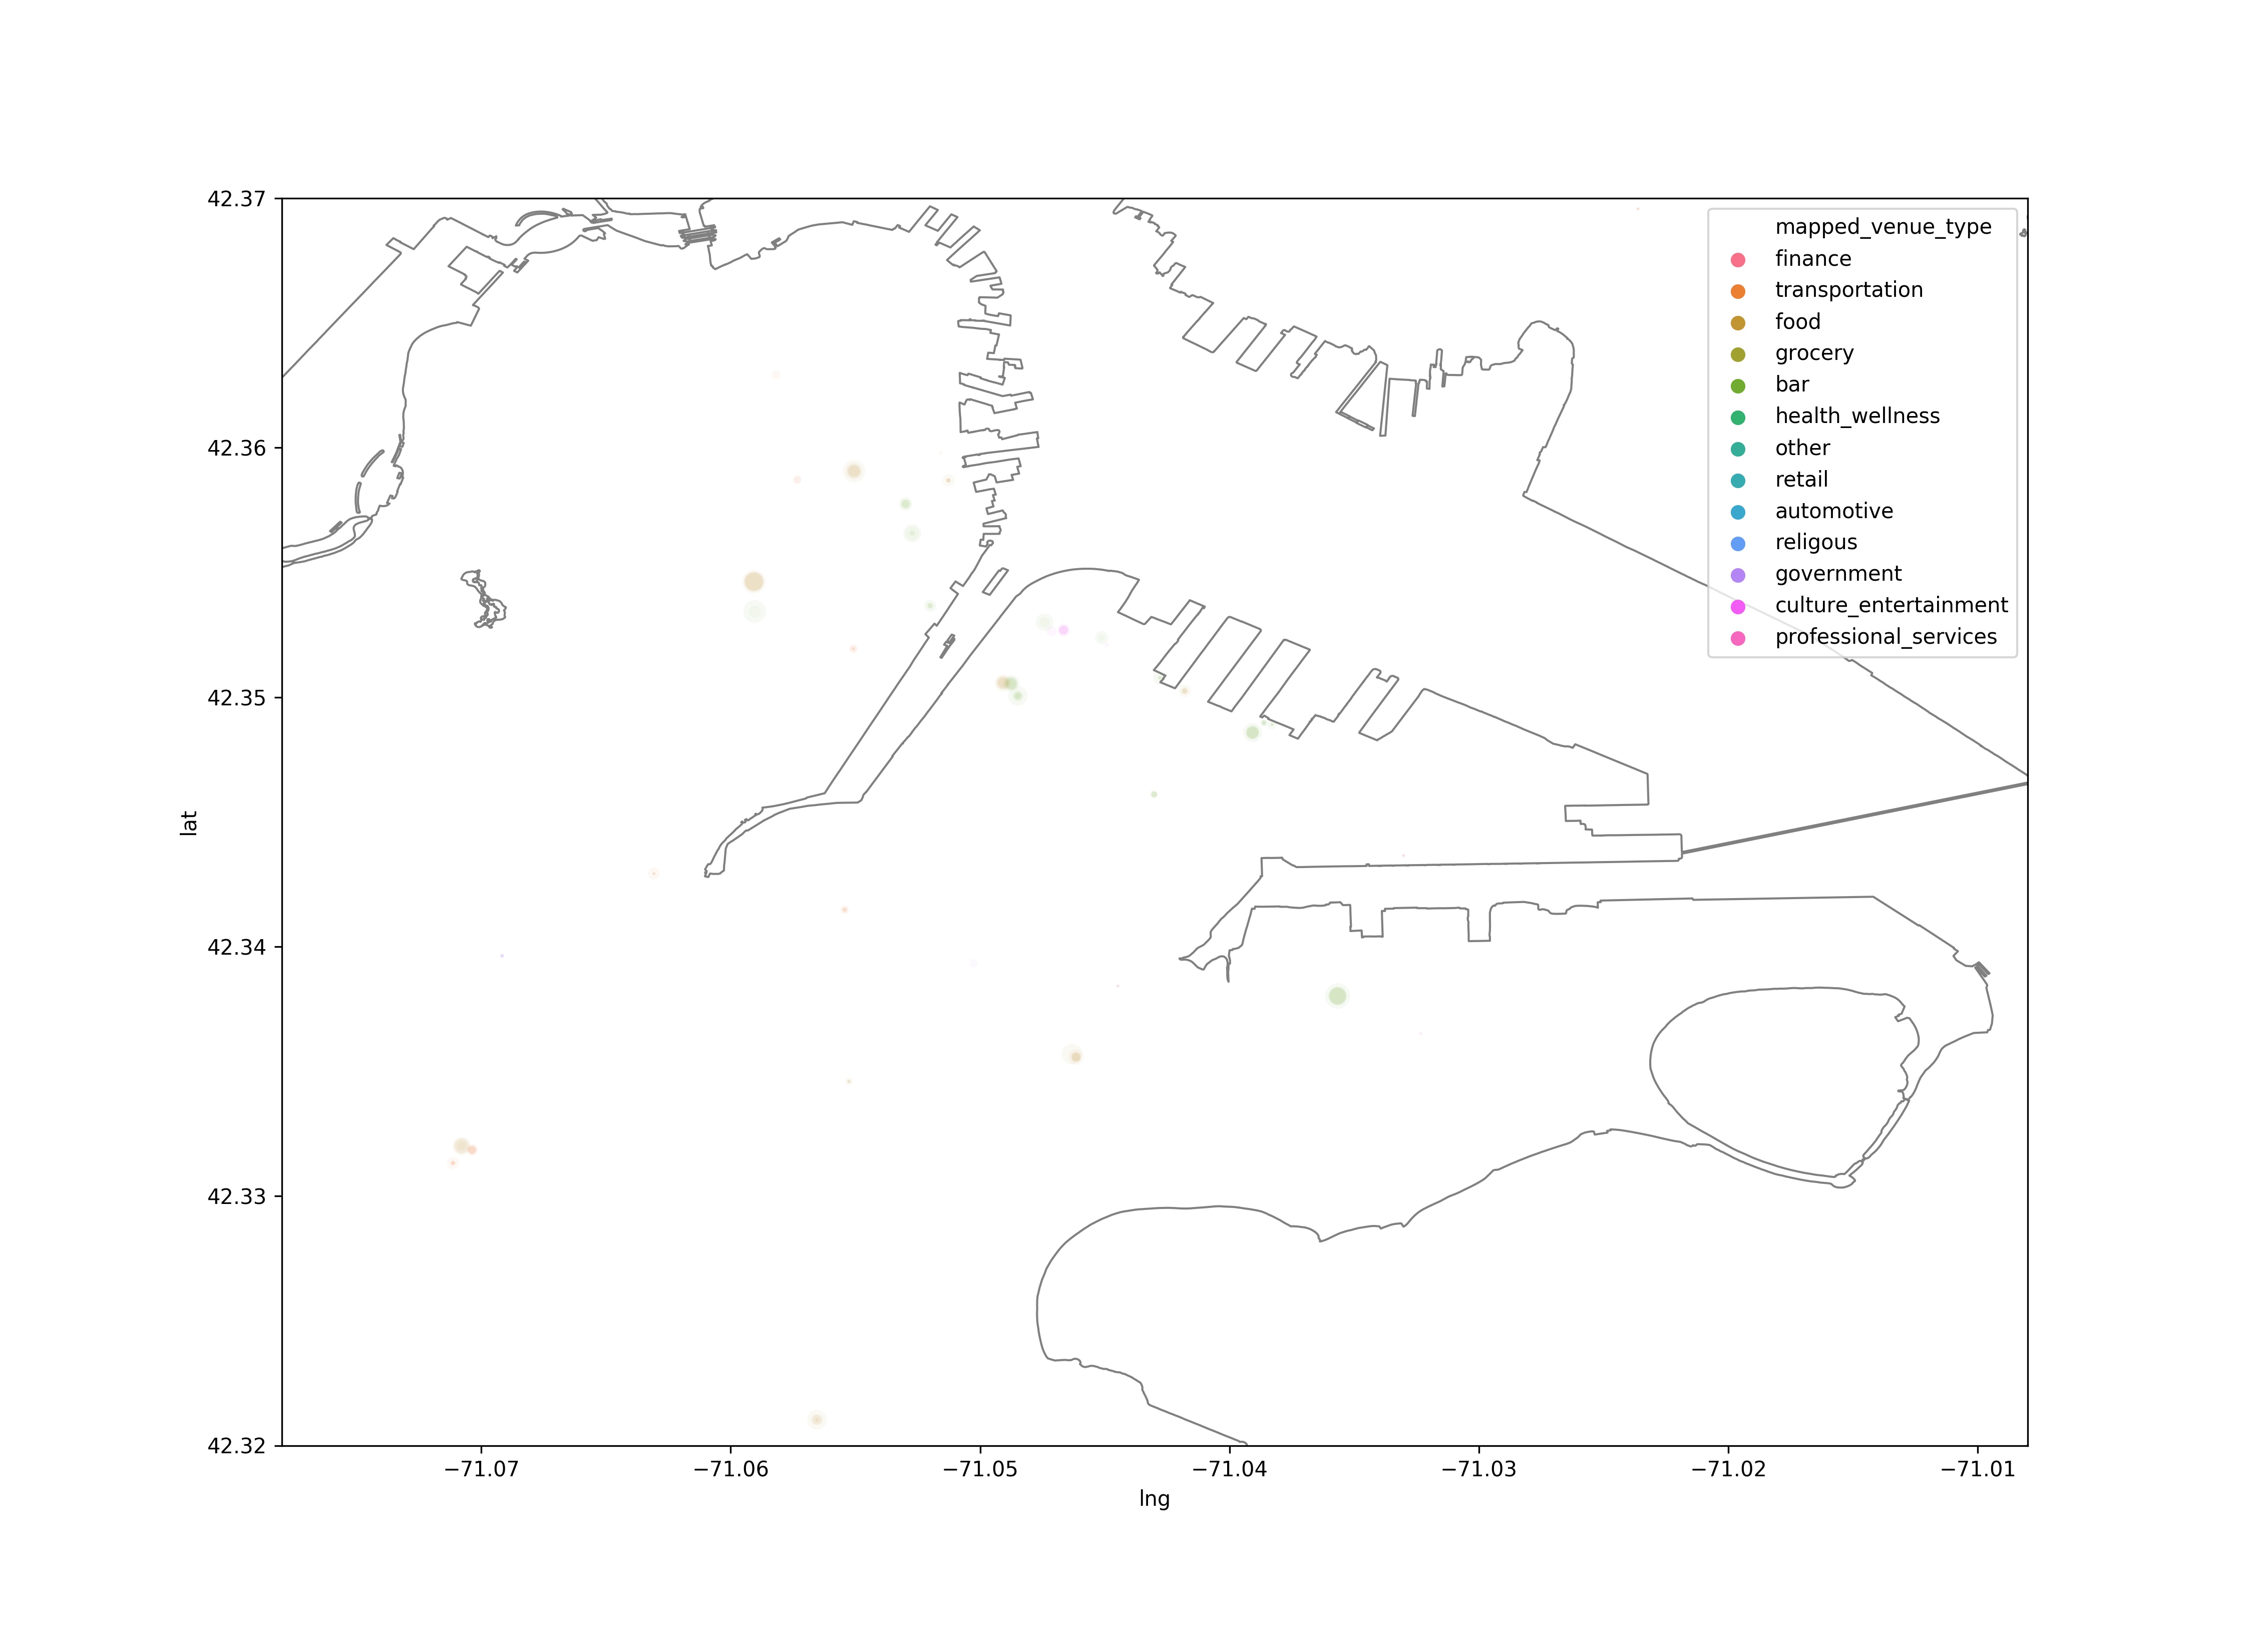 42.37
42.36
42.35
42.34
42.33
42.32
lat
−71.07
−71.06
−71.05
−71.04
−71.03
−71.02
−71.01
lng
mapped_venue_type
finance
transportation
food
grocery
bar
health_wellness
other
retail
automotive
religous
government
culture_entertainment
professional_services